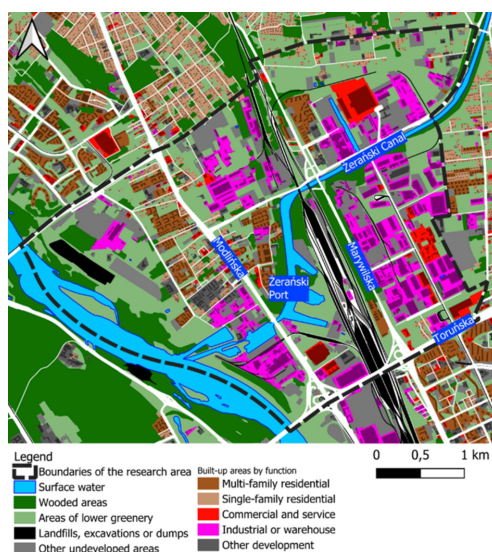 Żerański Canal
Modlińska
Marywilska
Żerański
Port
Toruńska
Legend
Boundaries of the research area
Surface water
Wooded areas
Areas of lower greenery
Landfills, excavations or dumps
Other undeveloped areas
Built-up areas by function
Multi-family residential
Single-family residential
Commercial and service
Industrial or warehouse
Other development
0 0,5 1 km